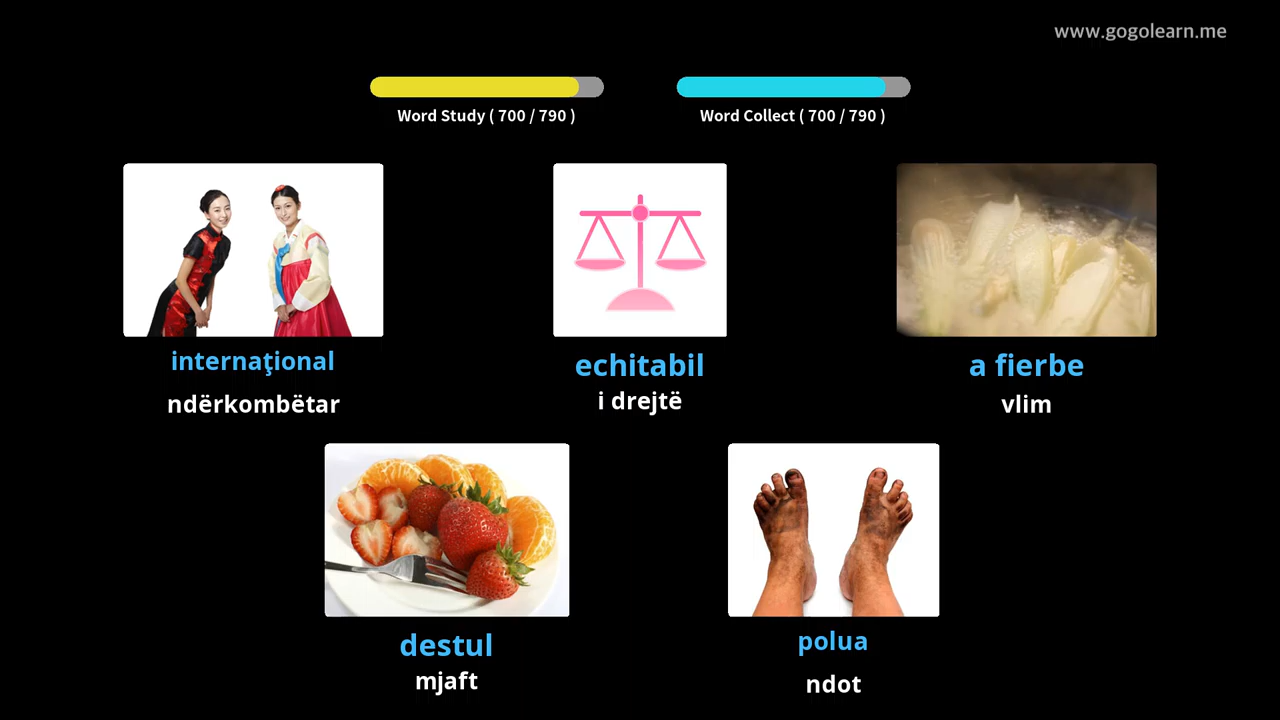 www.gogolearn.me
Word Study ( 700 / 790 )
Word Collect ( 700 / 790 )
internaţional
echitabil
a fierbe
ndërkombëtar
i drejtë
vlim
destul
polua
mjaft
ndot